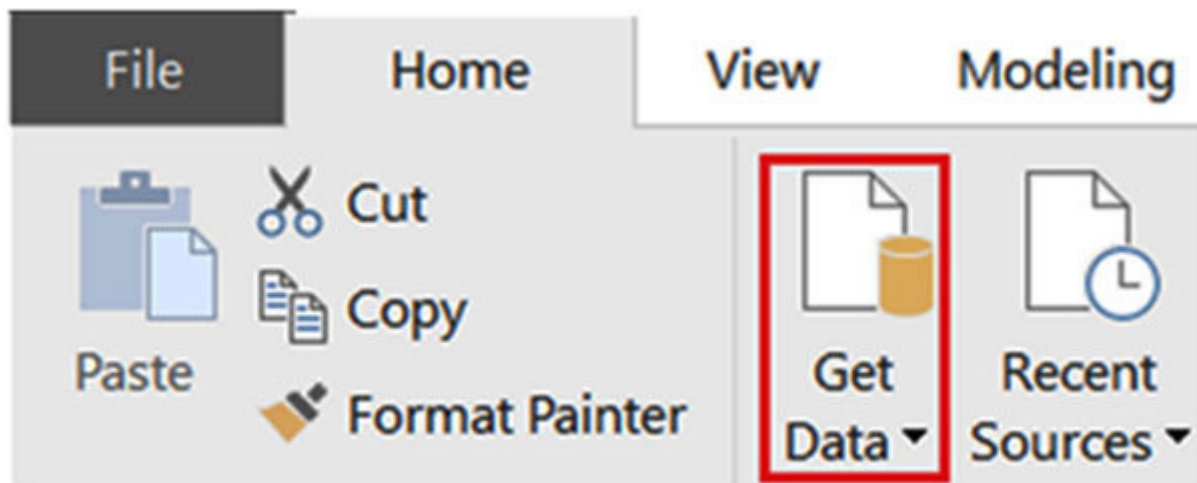 File Home View Modeling
Cut
Copy
Paste
Format Painter
Get
Data
Recent
Sources